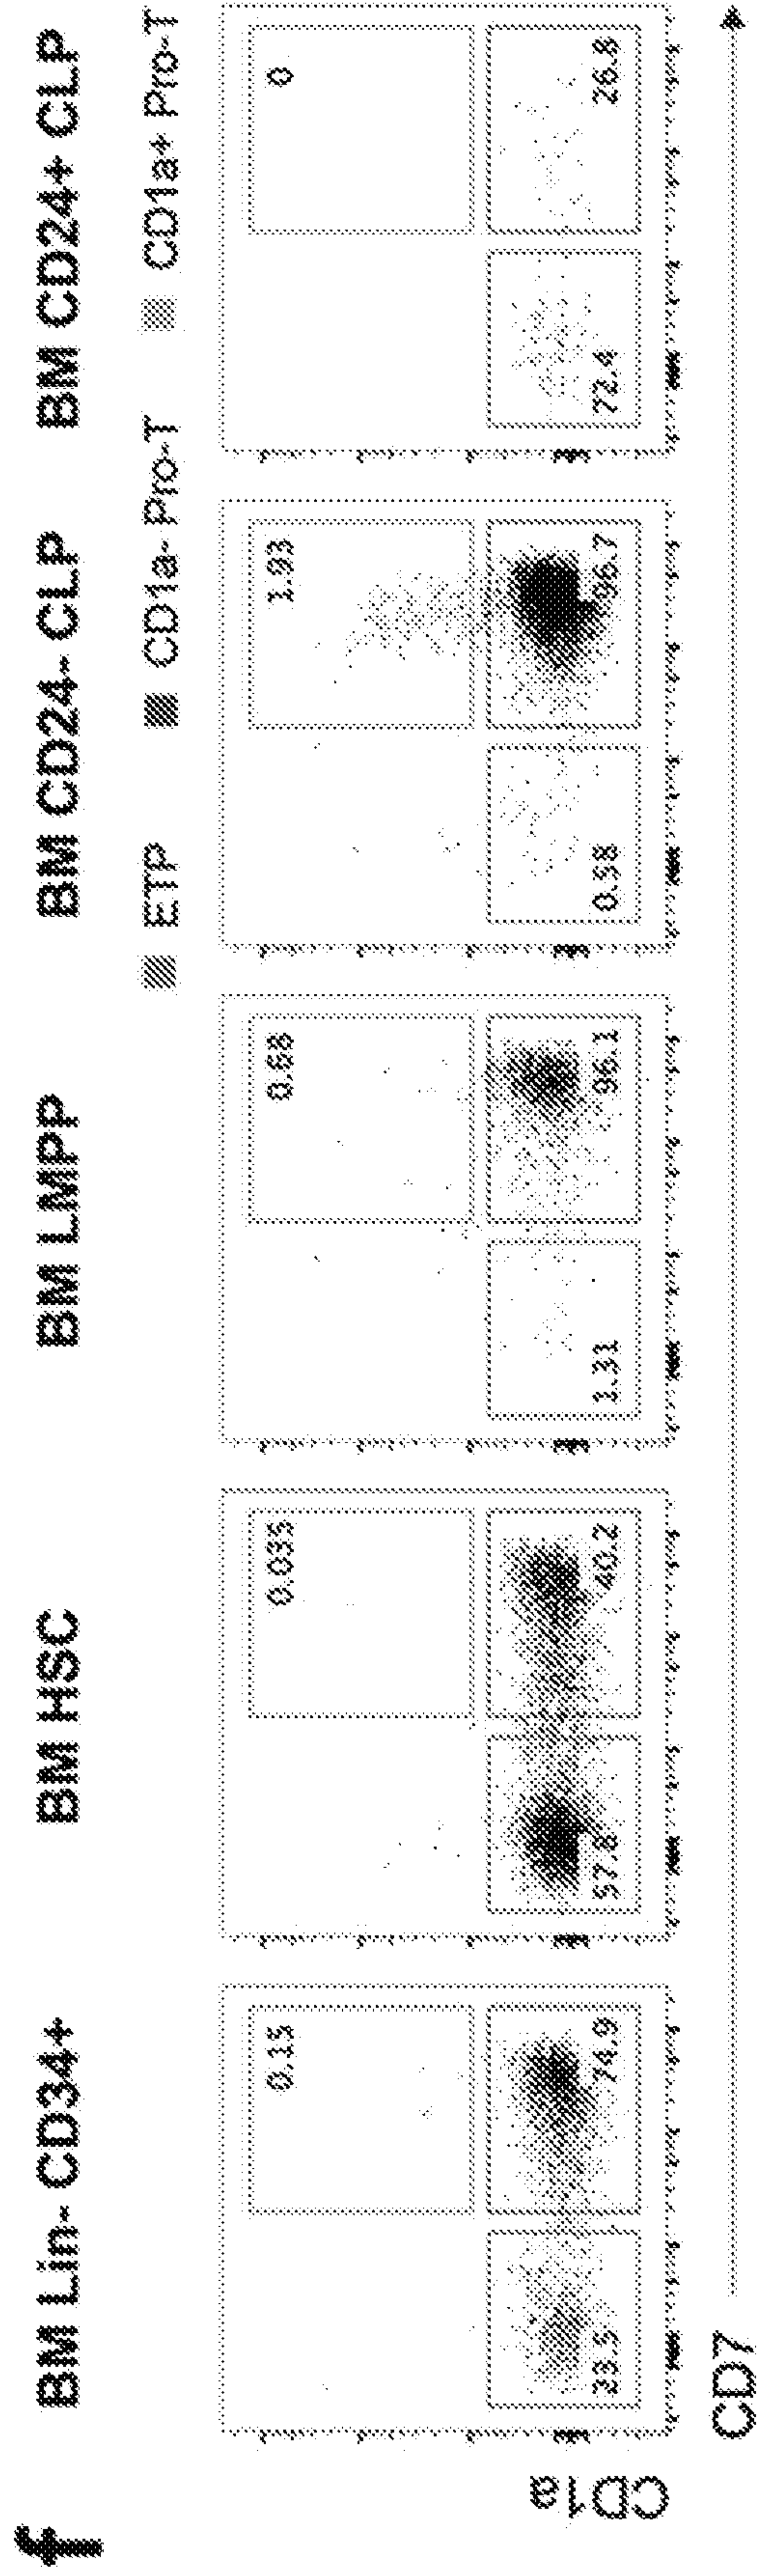 f
BM Lin- CD34+
BM HSC
BM LMPP
BM CD24- CLP
BM CD24+ CLP
ETP
CD1a- Pro-T
CD1a+ Pro-T
0.15
0.035
0.68
1.93
0
23.5
74.9
57.8
40.2
1.31
96.1
0.58
96.7
72.4
26.8
CD1a
CD7